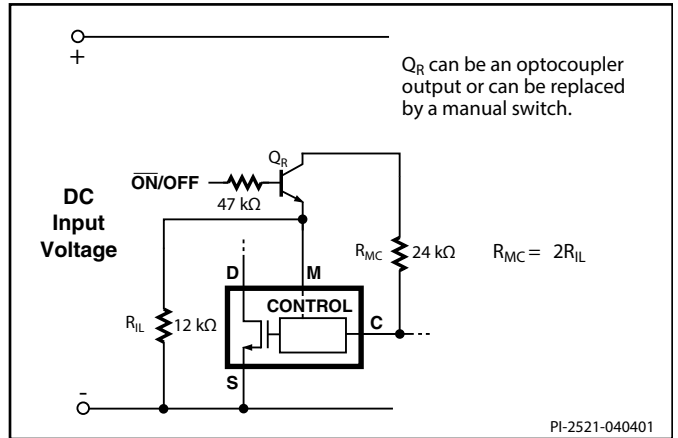 +
Q_R can be an optocoupler
output or can be replaced
by a manual switch.
Q_R
O̅N̅/OFF
47 kΩ
DC
Input
Voltage
R_MC
24 kΩ
R_MC = 2R_IL
D
M
CONTROL
C
R_IL
12 kΩ
S
-
PI-2521-040401